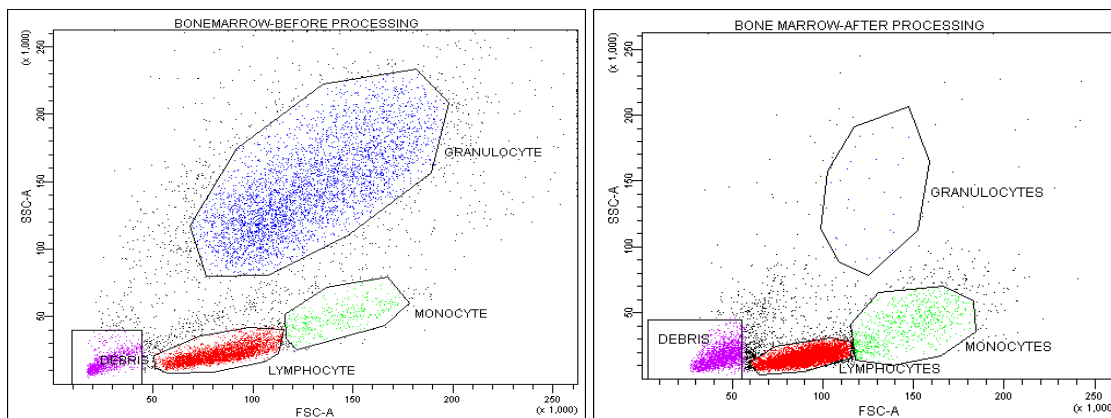 BONEMARROW-BEFORE PROCESSING
(x 1,000)
250
200
150
100
50
SSC-A
GRANULOCYTE
MONOCYTE
DEBRIS
LYMPHOCYTE
50 100 150 200 250
(x 1,000)
FSC-A
BONE MARROW-AFTER PROCESSING
(x 1,000)
250
200
150
100
50
SSC-A
GRANULOCYTES
DEBRIS
MONOCYTES
LYMPHOCYTES
50 100 150 200 250
(x 1,000)
FSC-A